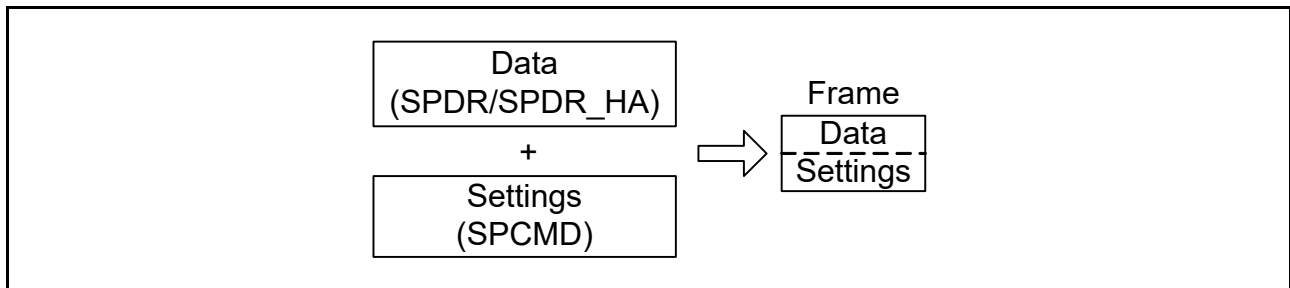 Data
(SPDR/SPDR_HA)
+
Settings
(SPCMD)
Frame
Data
Settings